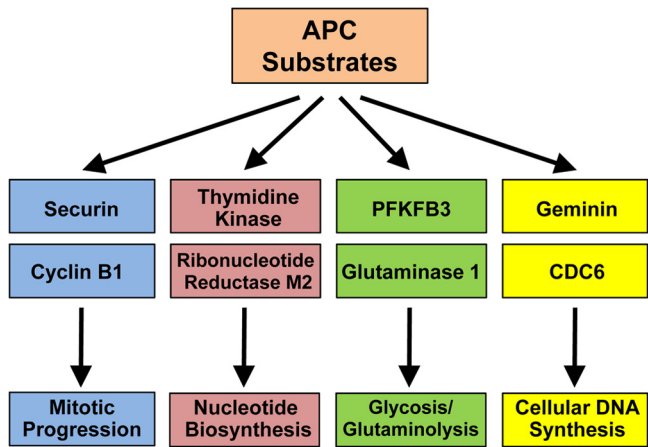 APC
Substrates
Securin
Thymidine
Kinase
PFKFB3
Geminin
Cyclin B1
Ribonucleotide
Reductase M2
Glutaminase 1
CDC6
Mitotic
Progression
Nucleotide
Biosynthesis
Glycosis/
Glutaminolysis
Cellular DNA
Synthesis